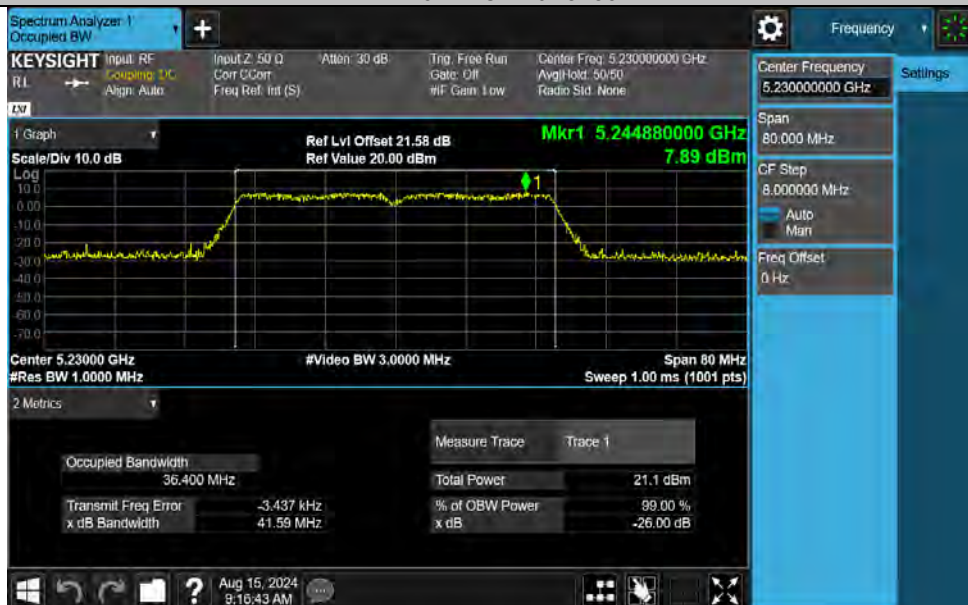 Spectrum Analyzer 1
Occupied BW
Frequency
KEYSIGHT
Input: RF
Coupling: DC
Align: Auto
Input Z: 50 Ω
Corr CCorr
Freq Ref: Int (S)
Atten: 30 dB
Trig: Free Run
Gate: Off
#IF Gain: Low
Center Freq: 5.230000000 GHz
Avg|Hold: 50/50
Radio Std: None
RL
LXI
1 Graph
Scale/Div 10.0 dB
Ref Lvl Offset 21.58 dB
Ref Value 20.00 dBm
Mkr1 5.244880000 GHz
7.89 dBm
Log
10.0
0.00
-10.0
-20.0
-30.0
-40.0
-50.0
-60.0
-70.0
1
Center 5.23000 GHz
#Res BW 1.0000 MHz
#Video BW 3.0000 MHz
Span 80 MHz
Sweep 1.00 ms (1001 pts)
2 Metrics
Measure Trace Trace 1
Occupied Bandwidth
36.400 MHz
Total Power 21.1 dBm
Transmit Freq Error -3.437 kHz
% of OBW Power 99.00 %
x dB Bandwidth 41.59 MHz
x dB -26.00 dB
Center Frequency
5.230000000 GHz
Settings
Span
80.000 MHz
CF Step
8.000000 MHz
Auto
Man
Freq Offset
0 Hz
Aug 15, 2024
9:16:43 AM